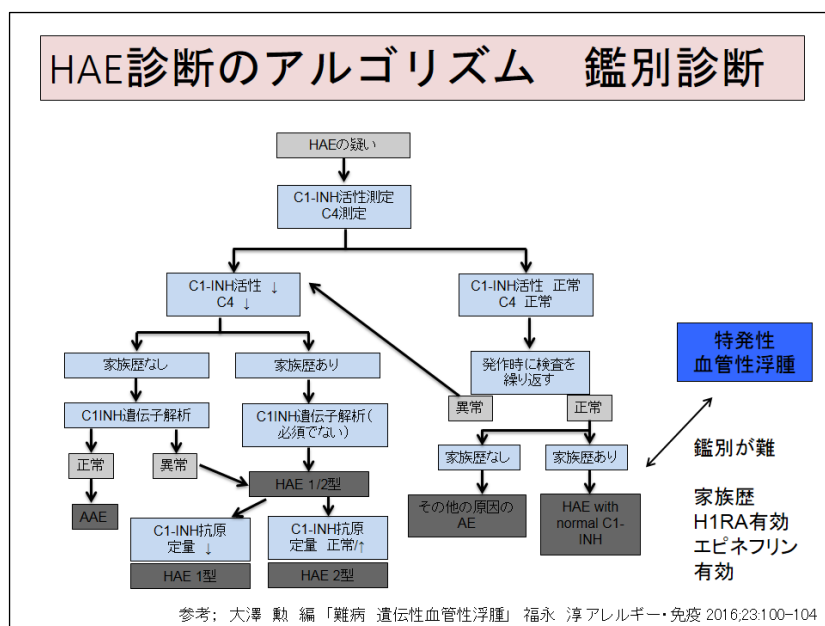 HAE診断のアルゴリズム　鑑別診断
HAEの疑い
C1-INH活性測定
C4測定
C1-INH活性 ↓
C4 ↓
C1-INH活性 正常
C4 正常
家族歴なし
家族歴あり
発作時に検査を
繰り返す
特発性
血管性浮腫
C1INH遺伝子解析
C1INH遺伝子解析(
必須でない)
異常
正常
正常
異常
HAE 1/2型
家族歴なし
家族歴あり
鑑別が難
AAE
C1-INH抗原
定量 ↓
C1-INH抗原
定量 正常/↑
その他の原因の
AE
HAE with
normal C1-
INH
家族歴
H1RA有効
エピネフリン
有効
HAE 1型
HAE 2型
参考; 大澤 勲 編 「難病 遺伝性血管性浮腫」 福永 淳 アレルギー・免疫 2016;23:100-104